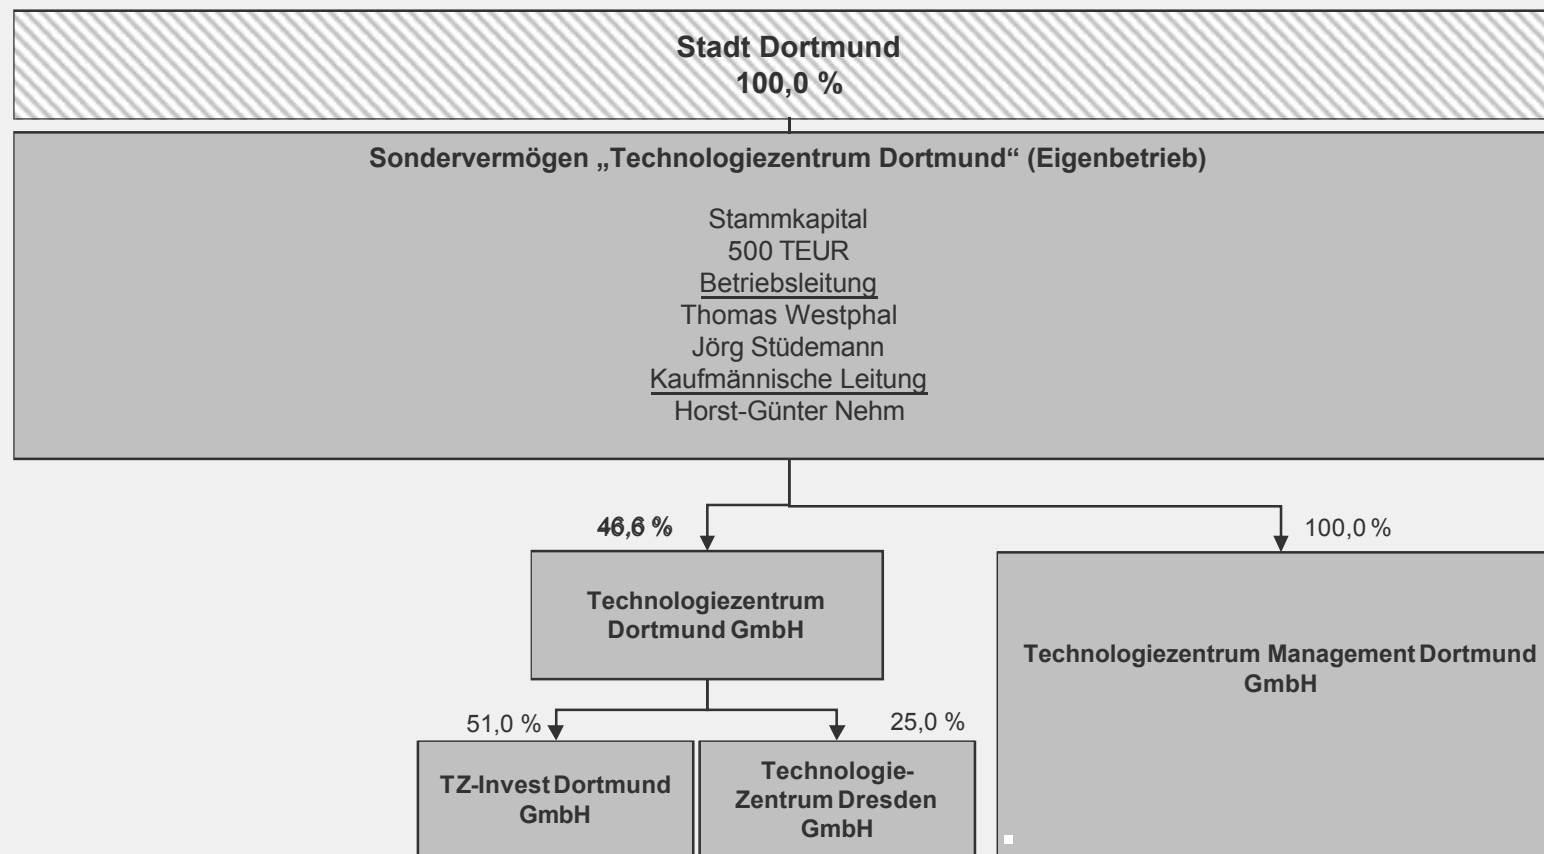 Stadt Dortmund
100,0 %
Sondervermögen „Technologiezentrum Dortmund“ (Eigenbetrieb)
Stammkapital
500 TEUR
Betriebsleitung
Thomas Westphal
Jörg Stüdemann
Kaufmännische Leitung
Horst-Günter Nehm
100,0 %
Technologiezentrum
Dortmund GmbH
Technologiezentrum Management Dortmund
GmbH
51,0 %
25,0 %
TZ-Invest Dortmund
GmbH
Technologie-
Zentrum Dresden
GmbH